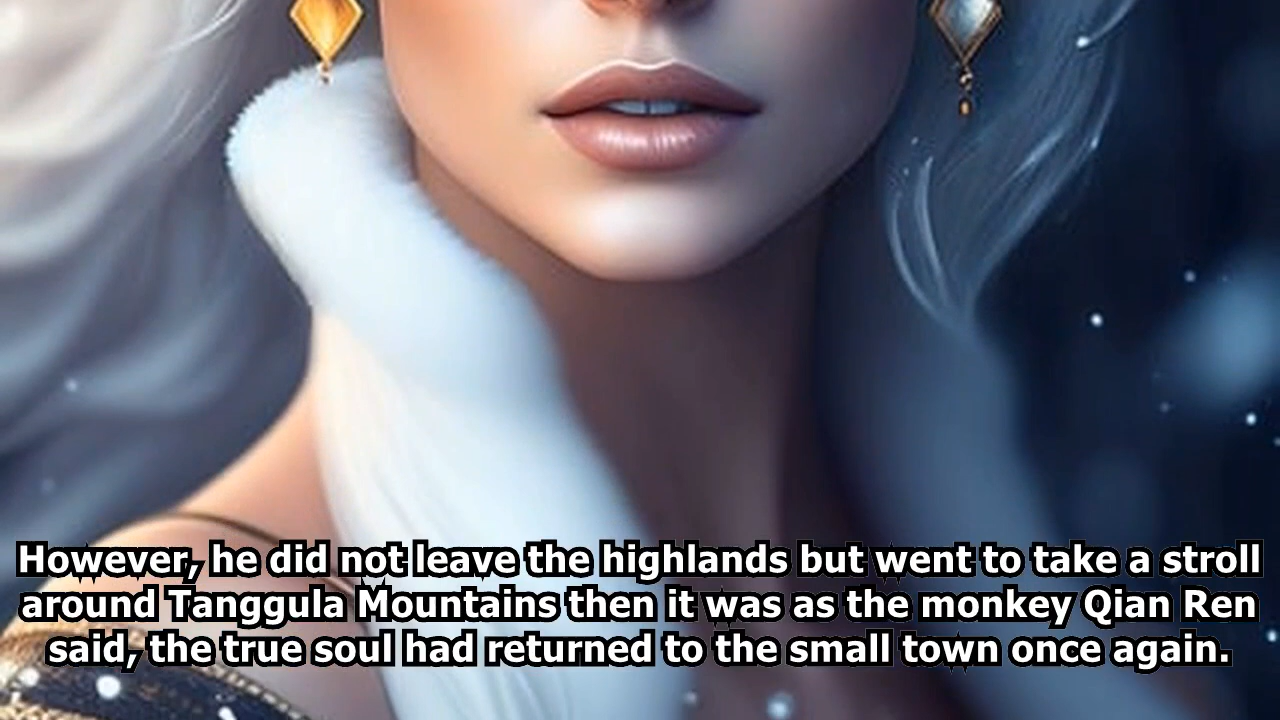 However, he did not leave the highlands but went to take a stroll
around Tanggula Mountains then it was as the monkey Qian Ren
said, the true soul had returned to the small town once again.